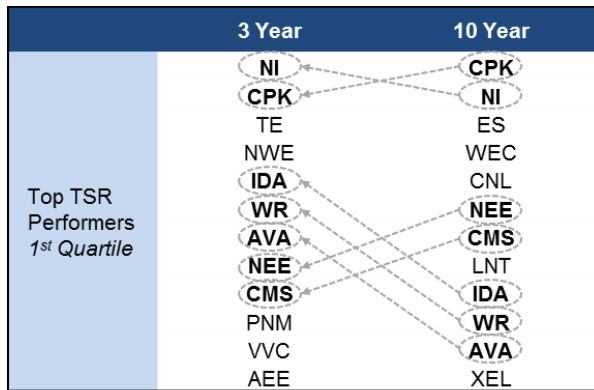 3 Year 10 Year
NI CPK
CPK NI
TE ES
NWE WEC
IDA CNL
Top TSR
Performers
1st Quartile
WR NEE
AVA CMS
NEE LNT
CMS IDA
PNM WR
VVC AVA
AEE XEL